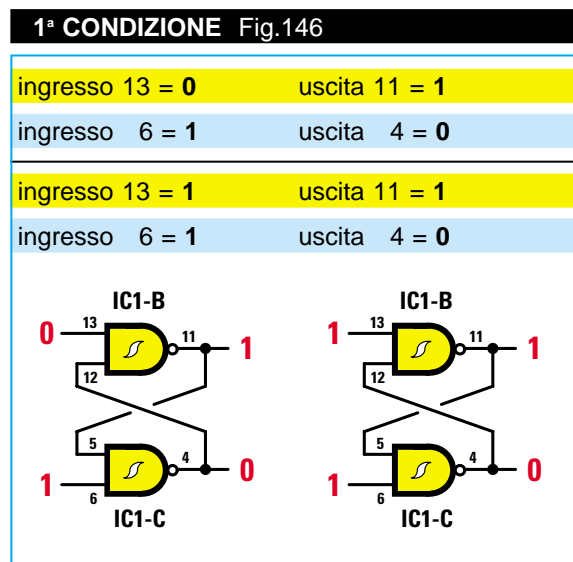 1ª CONDIZIONE Fig.146
ingresso 13 = 0 uscita 11 = 1
ingresso 6 = 1 uscita 4 = 0
ingresso 13 = 1 uscita 11 = 1
ingresso 6 = 1 uscita 4 = 0
IC1-B IC1-B
0 13 11 1 1 13 11 1
12 12
5 5
1 6 4 0 1 6 4 0
IC1-C IC1-C